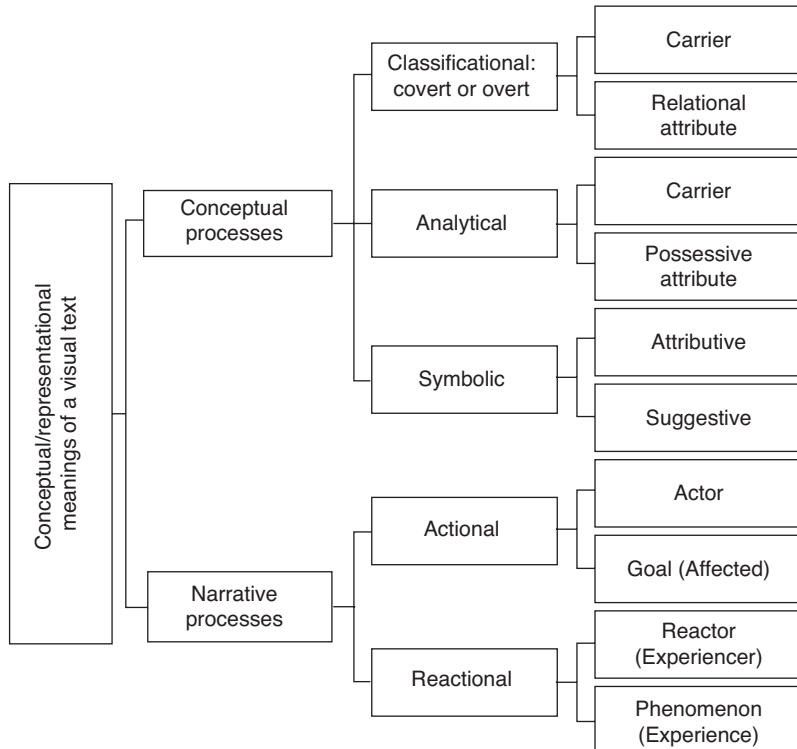 Conceptual/representational
meanings of a visual text
Conceptual
processes
Classificational:
covert or overt
Carrier
Relational
attribute
Analytical
Carrier
Possessive
attribute
Symbolic
Attributive
Suggestive
Narrative
processes
Actional
Actor
Goal (Affected)
Reactional
Reactor
(Experiencer)
Phenomenon
(Experience)